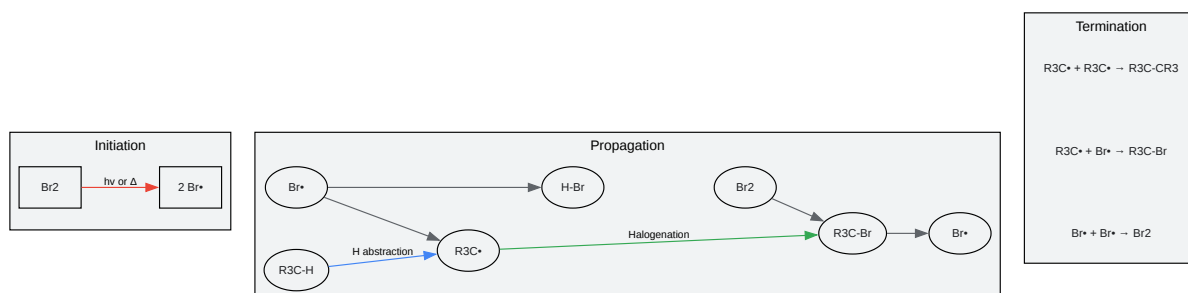 Initiation
Br2
hv or Δ
2 Br•
Propagation
Br•
H-Br
Br2
R3C-H
H abstraction
R3C•
Halogenation
R3C-Br
Br•
Termination
R3C• + R3C• → R3C-CR3
R3C• + Br• → R3C-Br
Br• + Br• → Br2